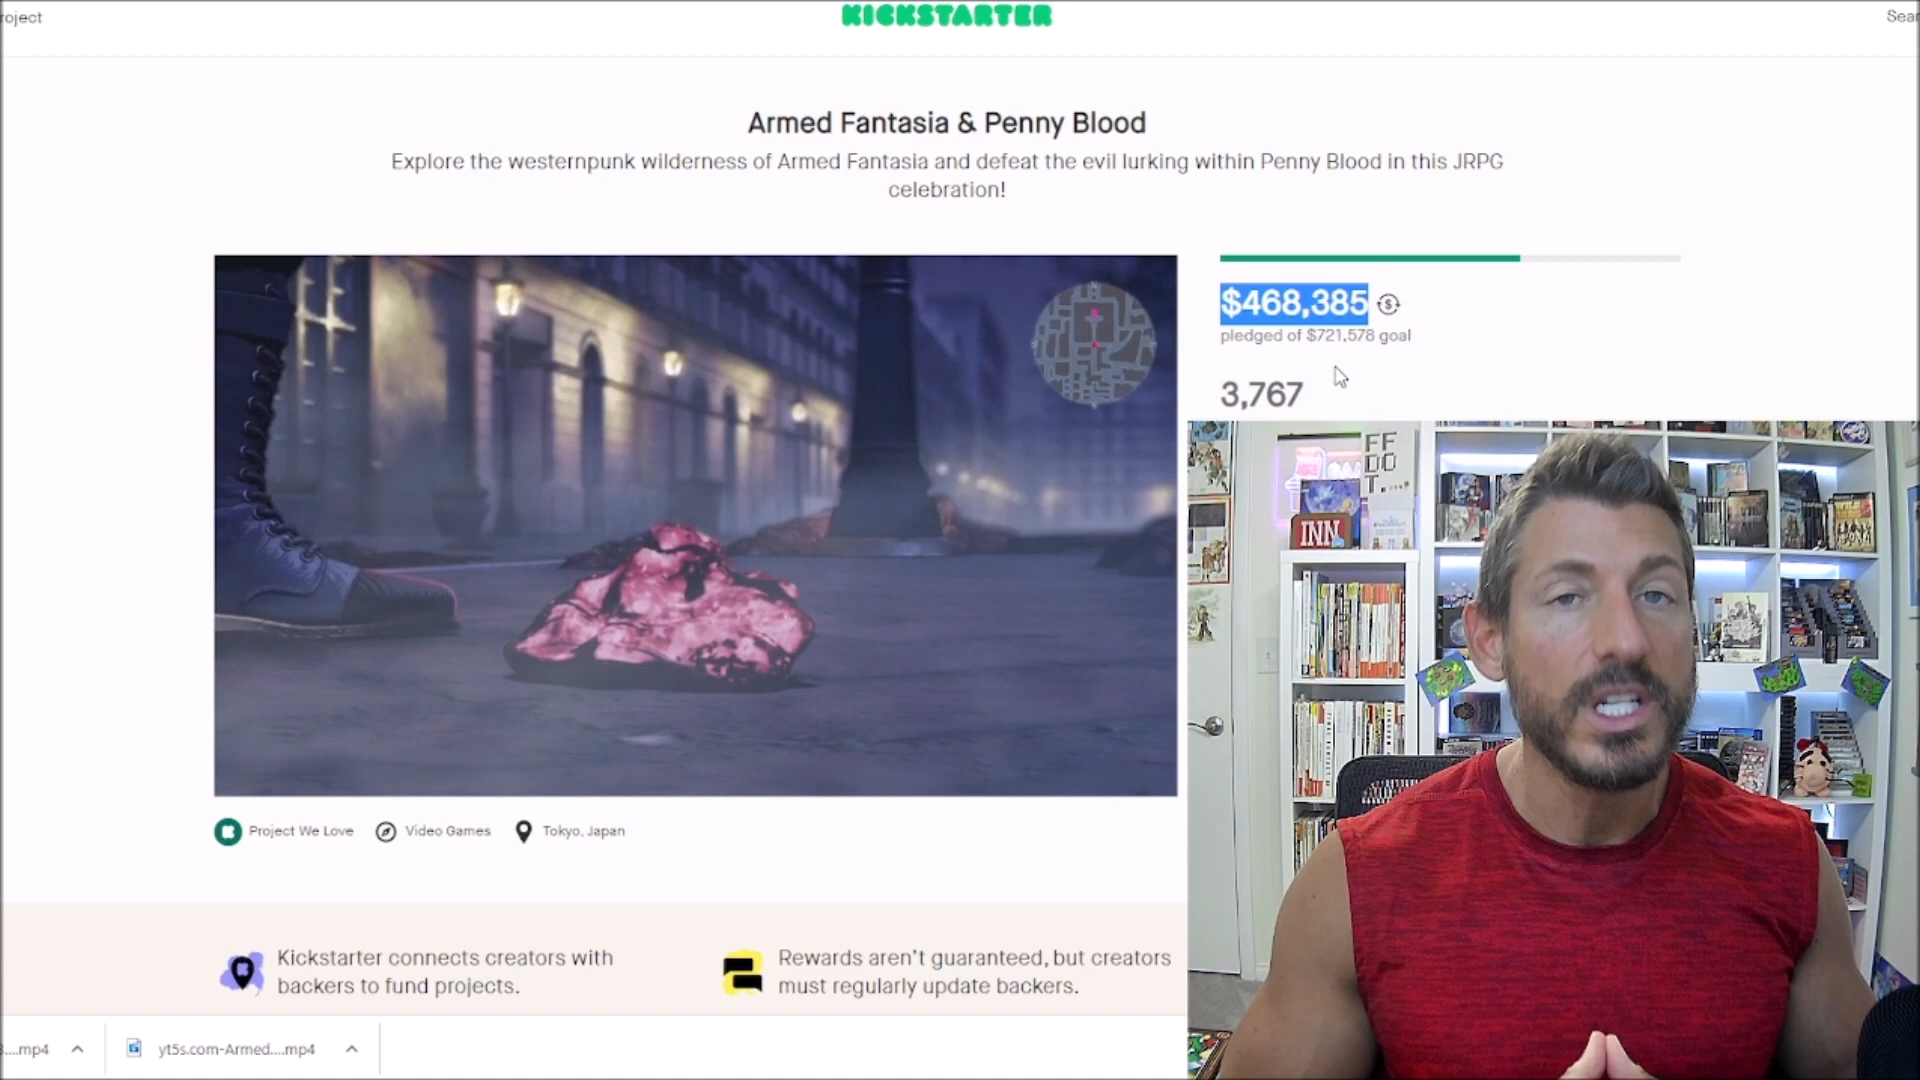 roject
KICKSTARTER
Sear
Armed Fantasia & Penny Blood
Explore the westernpunk wilderness of Armed Fantasia and defeat the evil lurking within Penny Blood in this JRPG
celebration!
$468,385
pledged of $721,578 goal
3,767
FF
DO
T....
INN
Project We Love
Video Games
Tokyo, Japan
Kickstarter connects creators with
backers to fund projects.
Rewards aren't guaranteed, but creators
must regularly update backers.
....mp4
yt5s.com-Armed....mp4